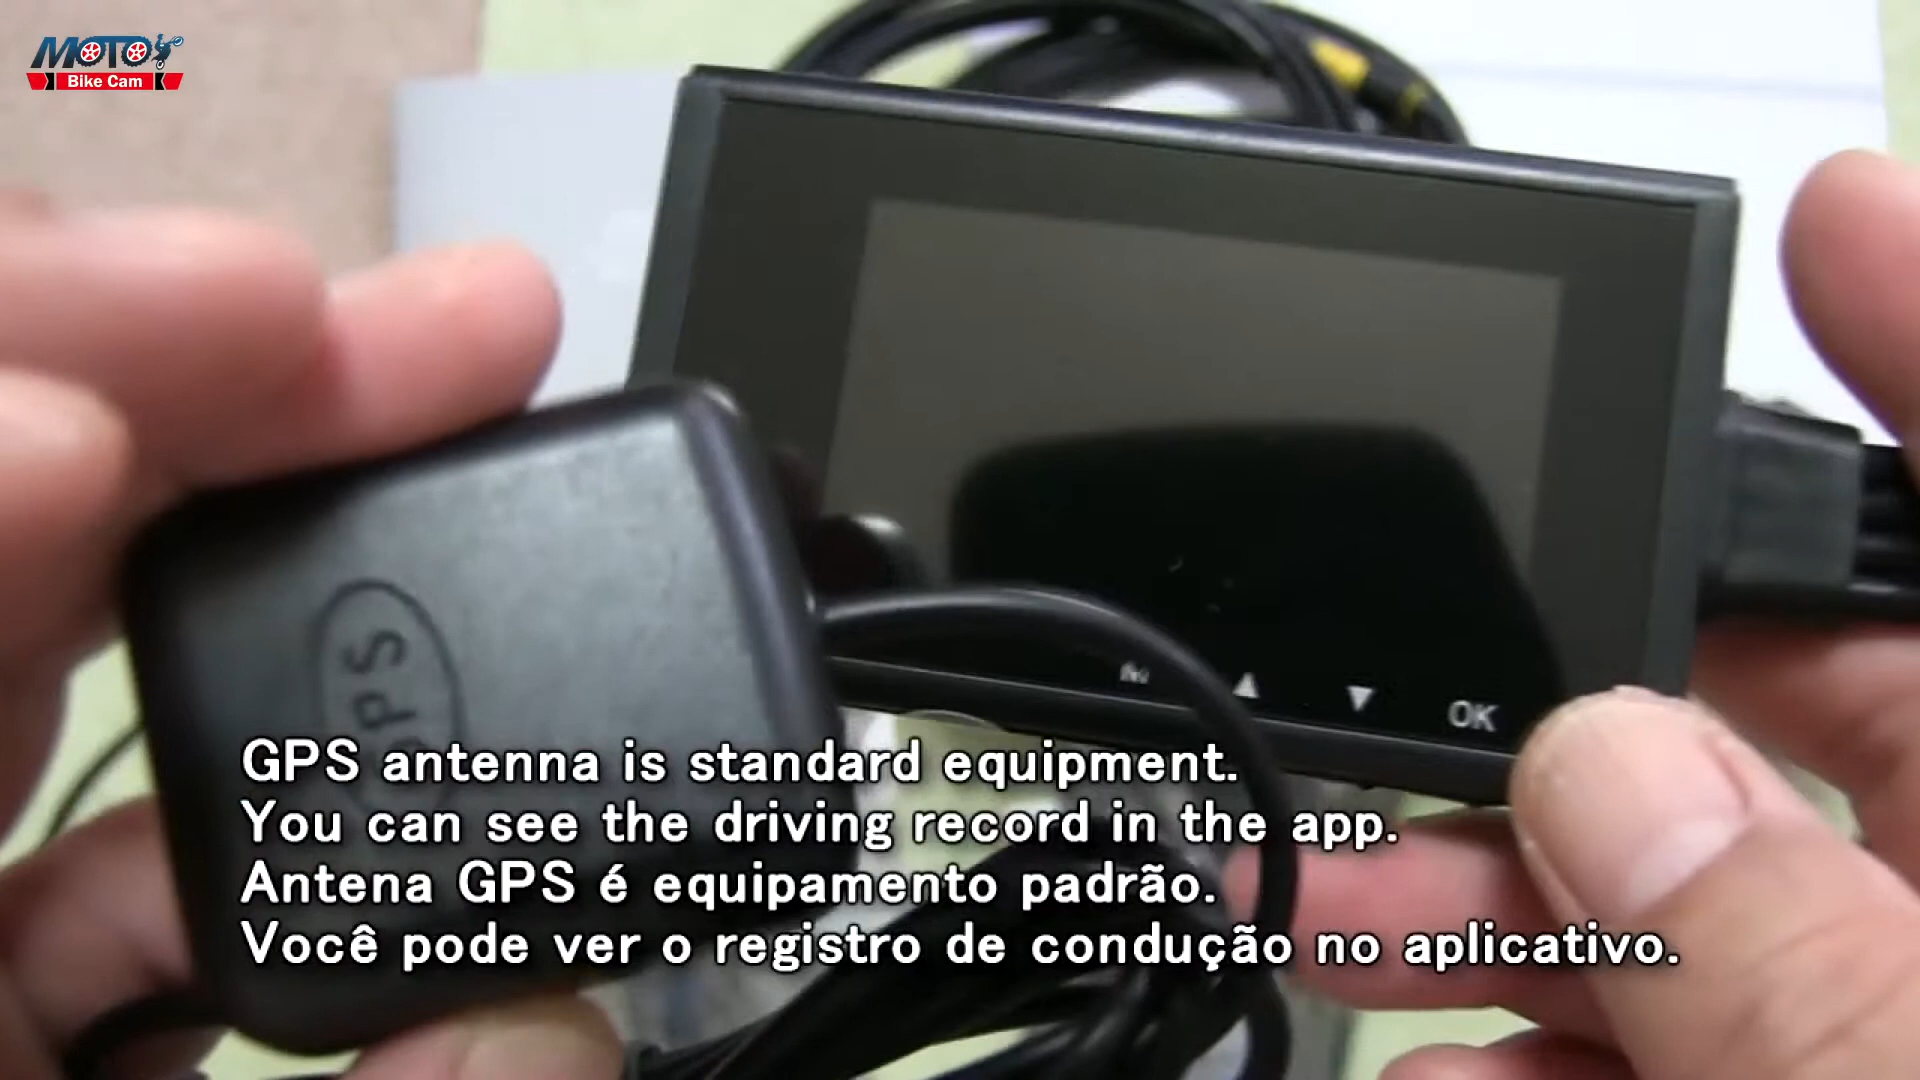 MOTO
Bike Cam
GPS
▲ ▼ OK
GPS antenna is standard equipment.
You can see the driving record in the app.
Antena GPS é equipamento padrão.
Você pode ver o registro de condução no aplicativo.